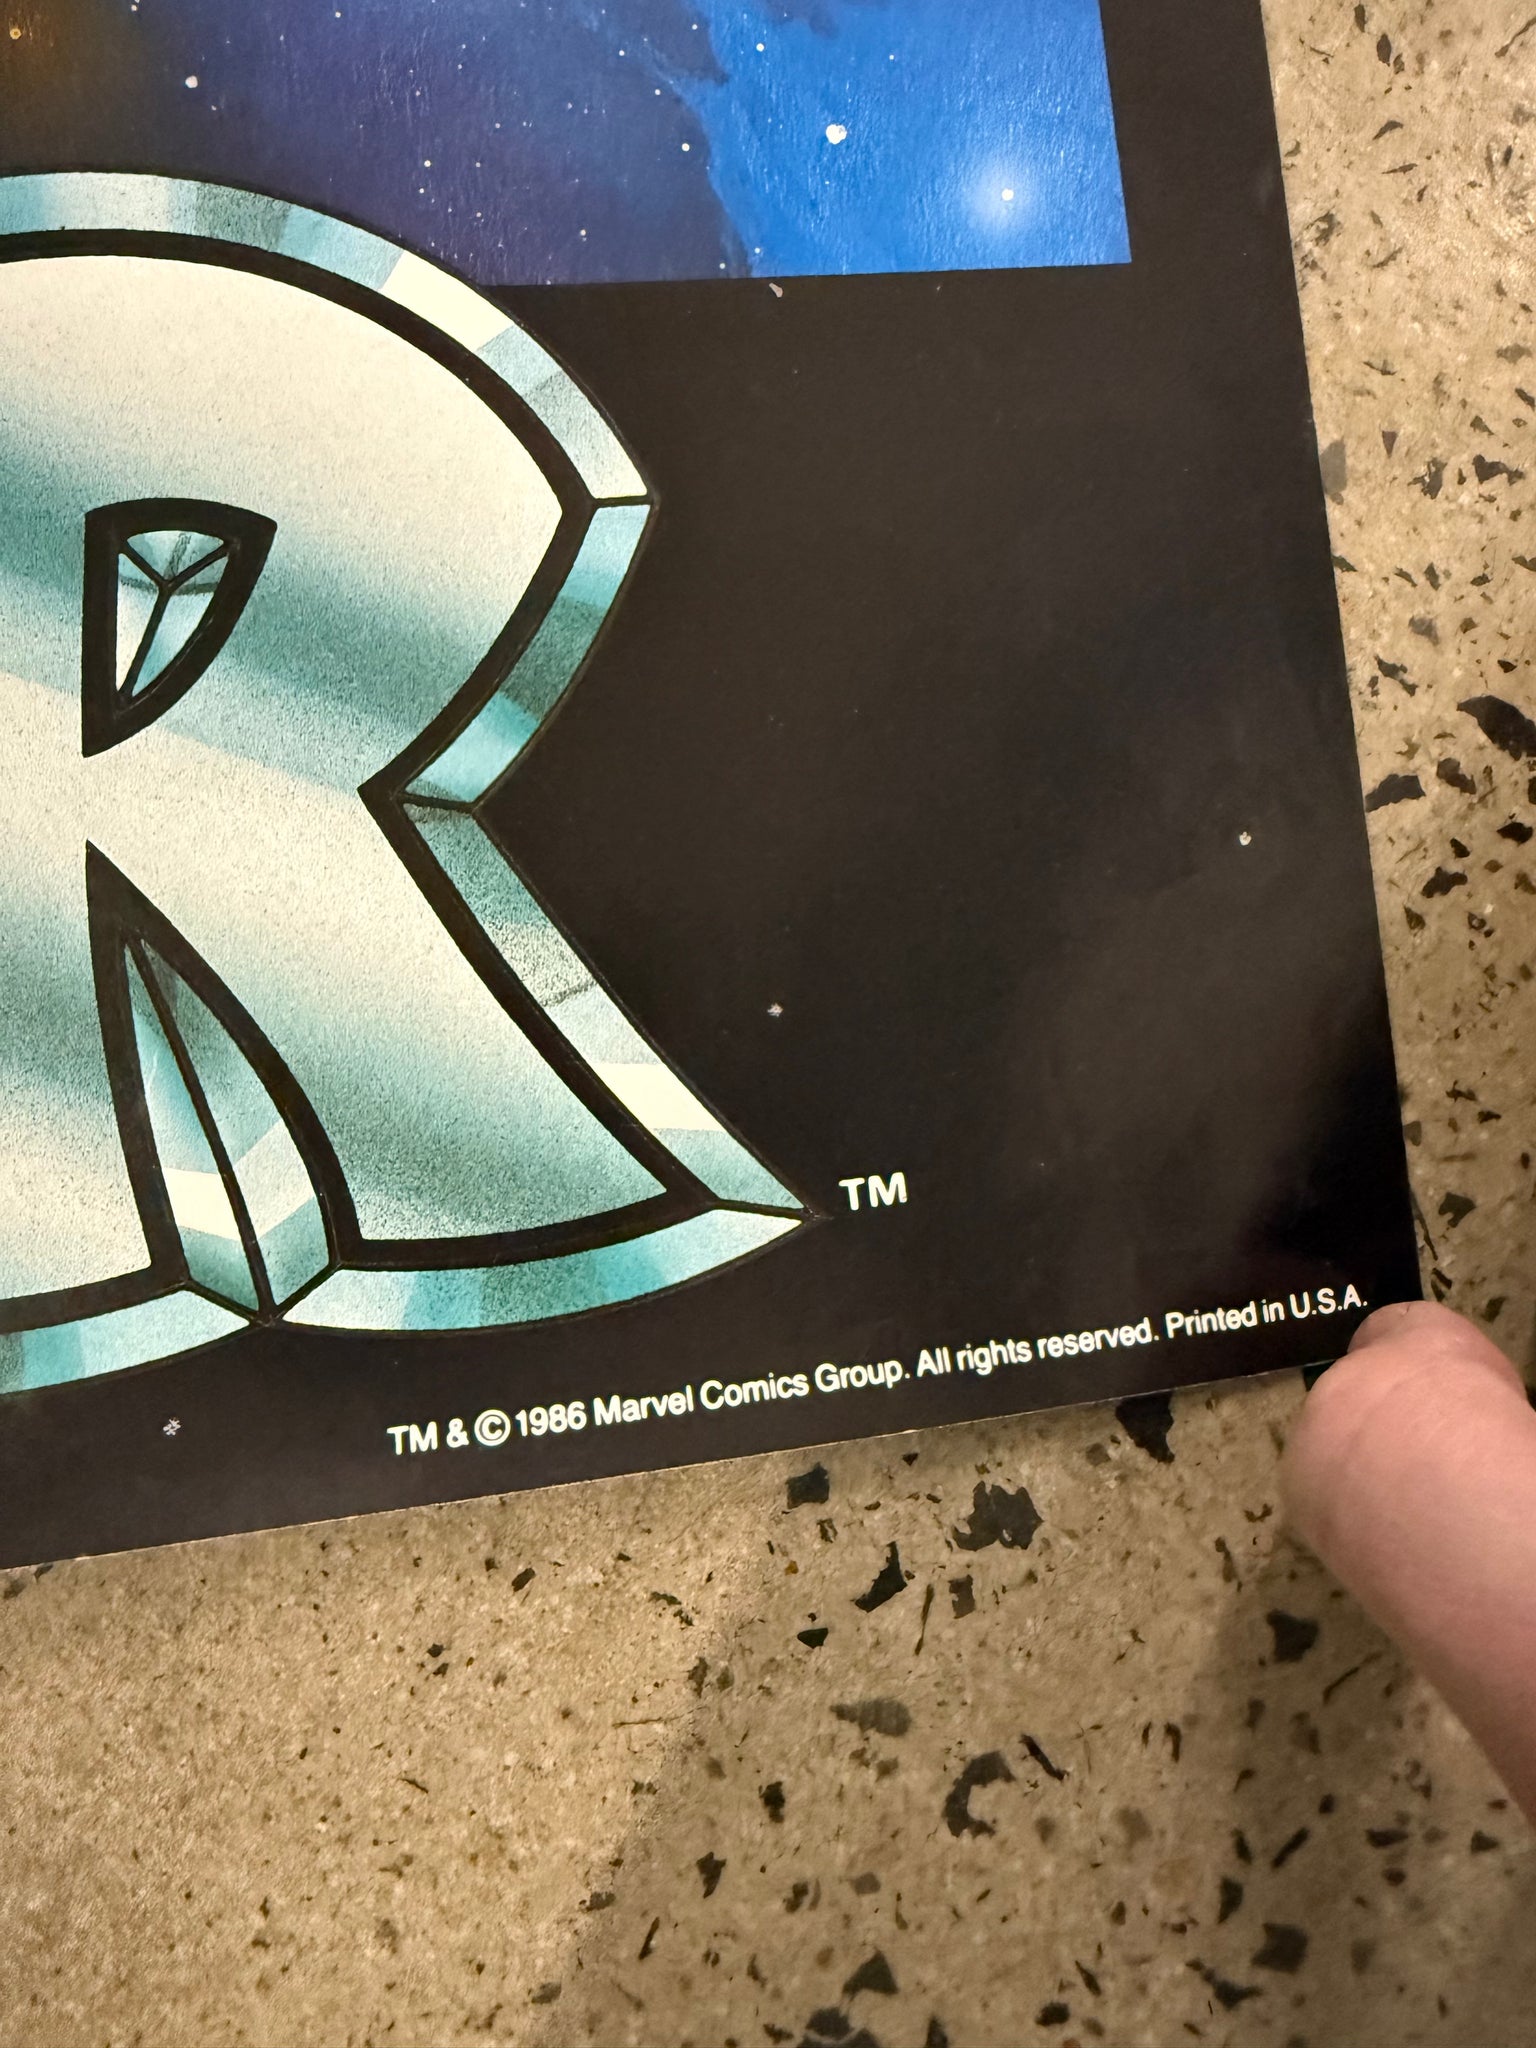 R
TM
TM & © 1986 Marvel Comics Group. All rights reserved. Printed in U.S.A.